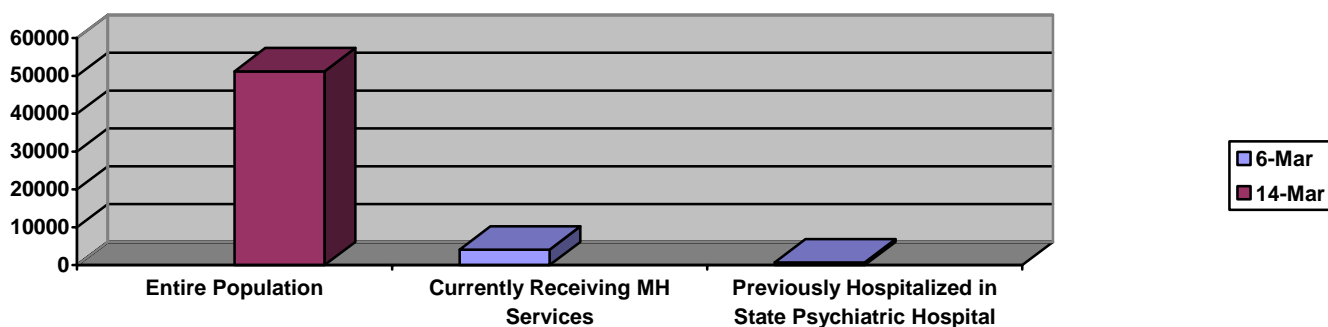 60000
50000
40000
30000
20000
10000
0
Entire Population
Currently Receiving MH
Services
Previously Hospitalized in
State Psychiatric Hospital
6-Mar
14-Mar